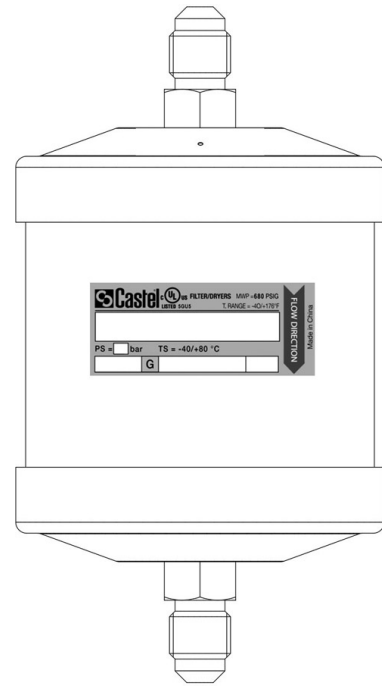 Castel c UL us FILTER/DRYERS MWP =680 PSIG
LISTED SGU5 T. RANGE = -40/+176°F
PS = bar TS = -40/+80 °C
G
FLOW DIRECTION
Made in China